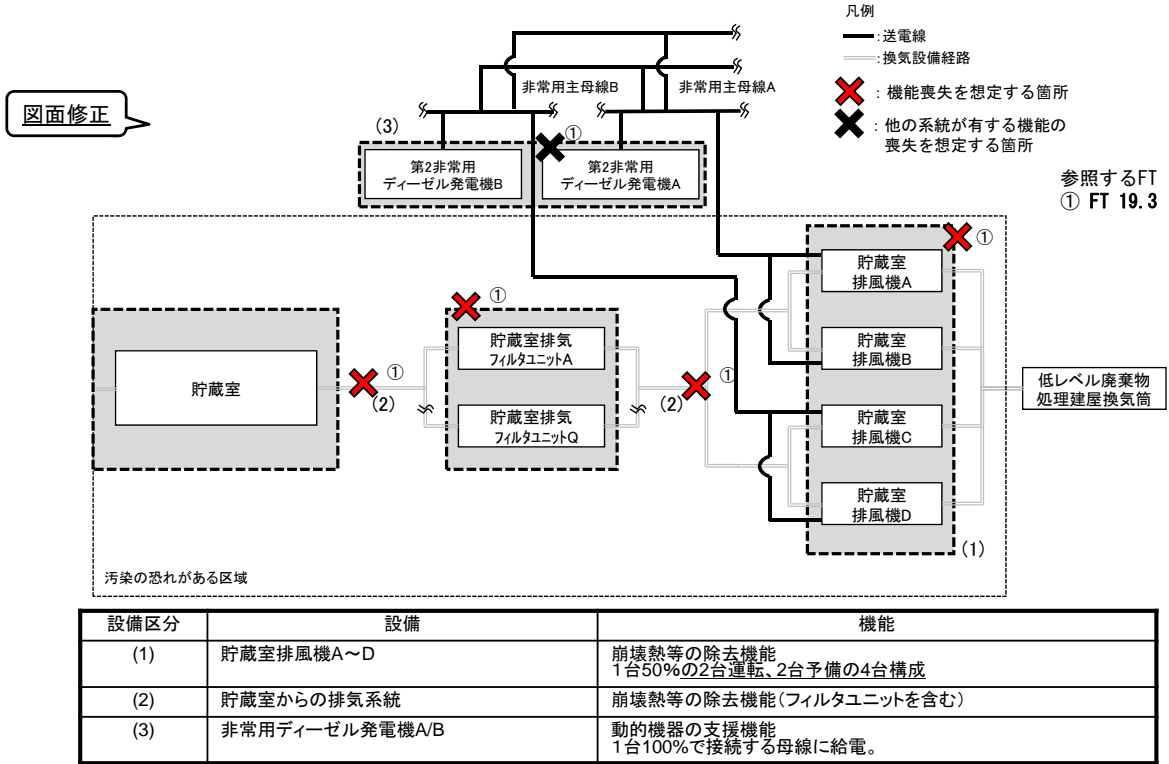 凡例
:送電線
:換気設備経路
: 機能喪失を想定する箇所
: 他の系統が有する機能の
喪失を想定する箇所
参照するFT
① FT 19.3
図面修正
非常用主母線B
非常用主母線A
(3)
①
第2非常用
ディーゼル発電機B
第2非常用
ディーゼル発電機A
①
貯蔵室
排風機A
①
貯蔵室排気
フィルタユニットA
貯蔵室
①
(2)
①
(2)
貯蔵室
排風機B
低レベル廃棄物
処理建屋換気筒
貯蔵室排気
フィルタユニットQ
貯蔵室
排風機C
貯蔵室
排風機D
(1)
汚染の恐れがある区域
設備区分 設備 機能
(1) 貯蔵室排風機A～D 崩壊熱等の除去機能
1台50%の2台運転、2台予備の4台構成
(2) 貯蔵室からの排気系統 崩壊熱等の除去機能(フィルタユニットを含む)
(3) 非常用ディーゼル発電機A/B 動的機器の支援機能
1台100%で接続する母線に給電。